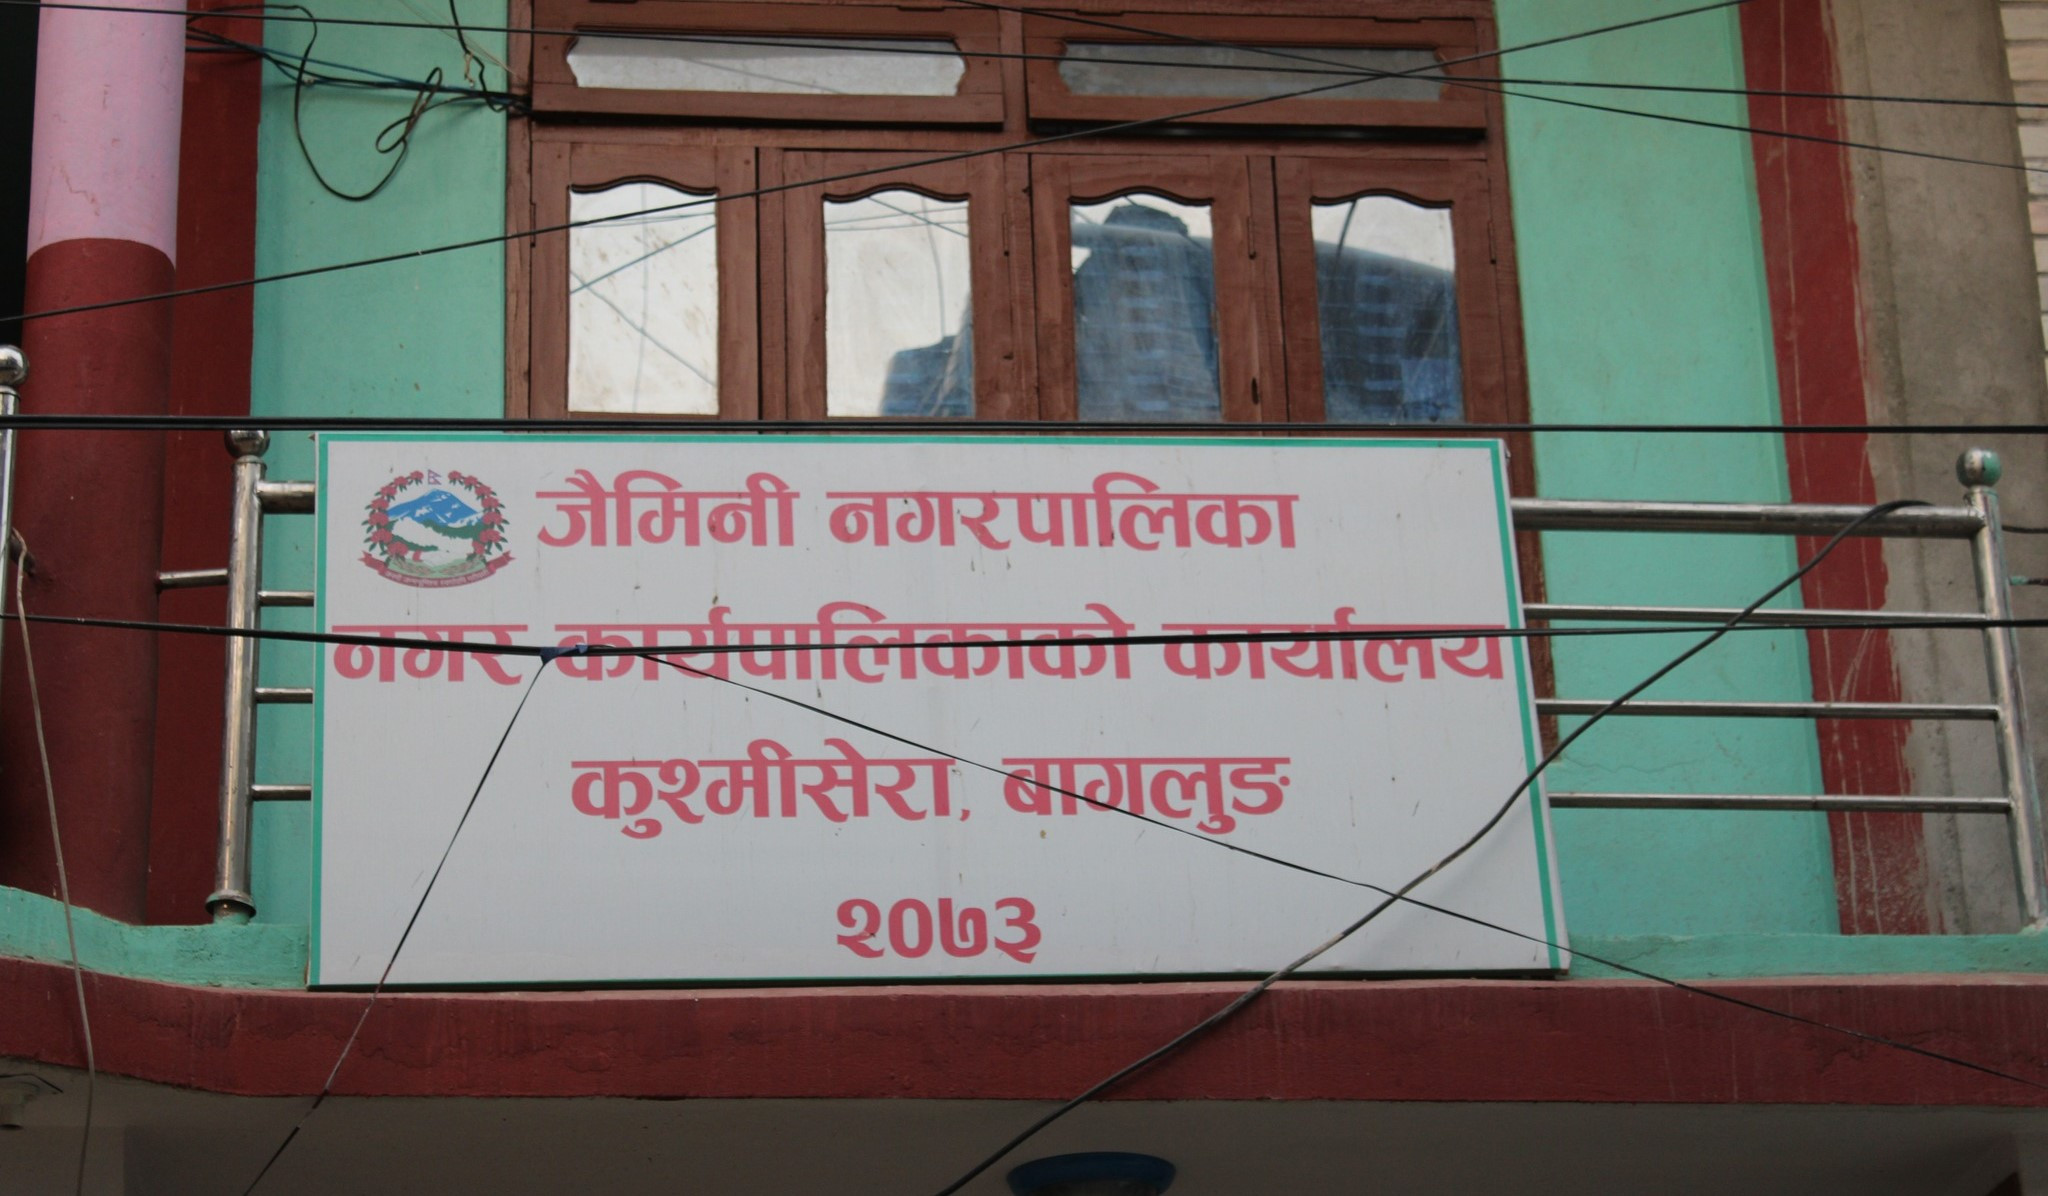 जैमिनी नगरपालिका
नगर कार्यपालिकाको कार्यालय
कुश्मीसेरा, बागलुङ
२०७३